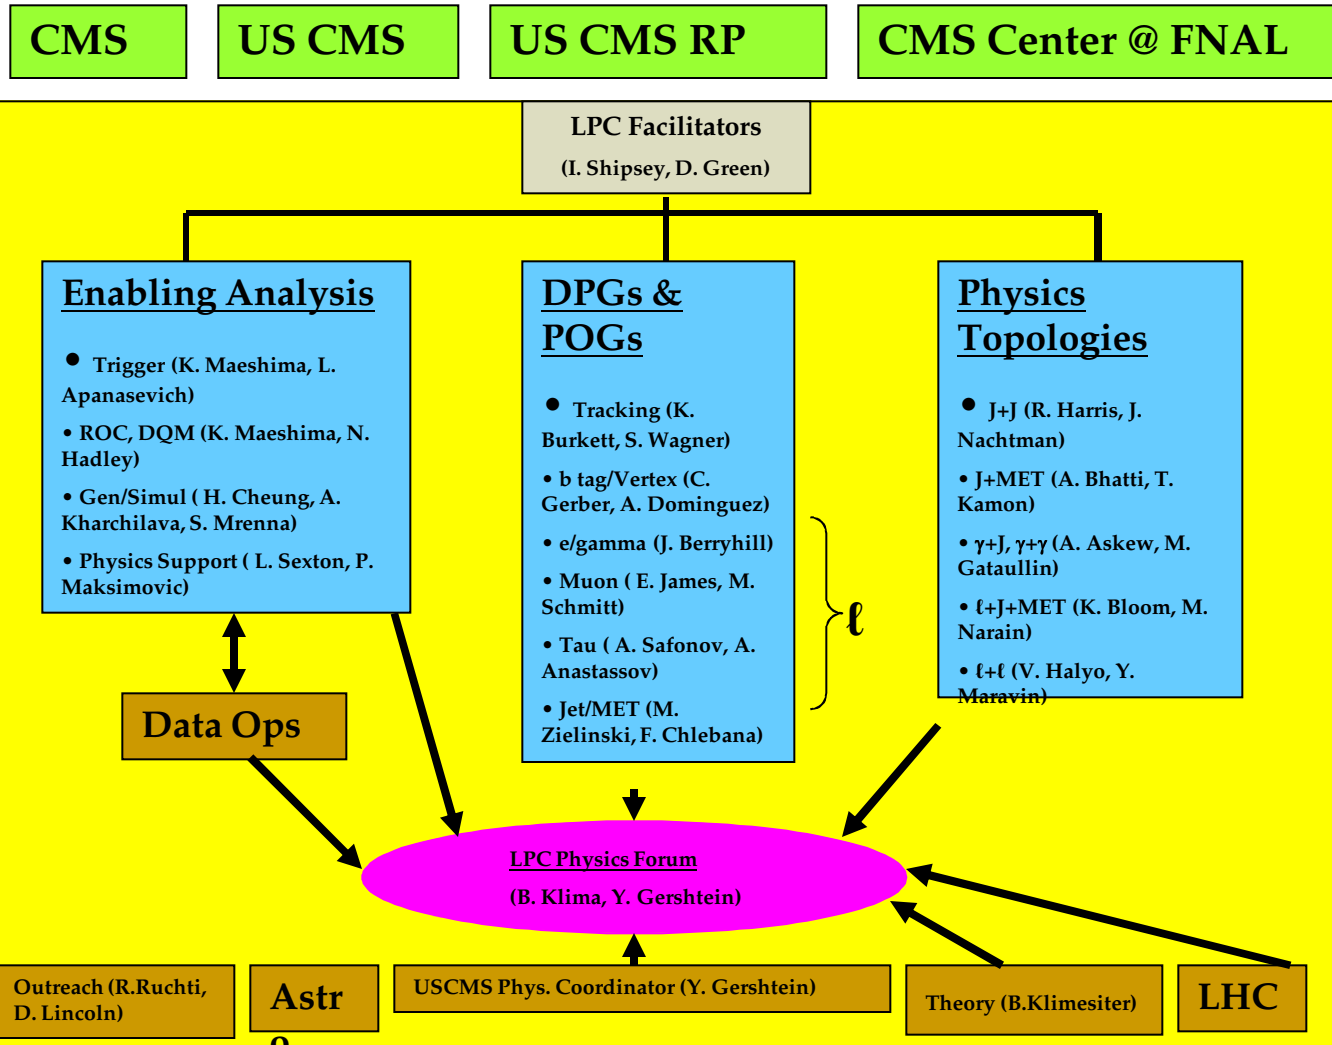 CMS
US CMS
US CMS RP
CMS Center @ FNAL
LPC Facilitators
(I. Shipsey, D. Green)
Enabling Analysis
• Trigger (K. Maeshima, L.
Apanasevich)
• ROC, DQM (K. Maeshima, N.
Hadley)
• Gen/Simul ( H. Cheung, A.
Kharchilava, S. Mrenna)
• Physics Support ( L. Sexton, P.
Maksimovic)
DPGs &
POGs
• Tracking (K.
Burkett, S. Wagner)
• b tag/Vertex (C.
Gerber, A. Dominguez)
• e/gamma (J. Berryhill)
• Muon ( E. James, M.
Schmitt)
• Tau ( A. Safonov, A.
Anastassov)
• Jet/MET (M.
Zielinski, F. Chlebana)
ℓ
Physics
Topologies
• J+J (R. Harris, J.
Nachtman)
• J+MET (A. Bhatti, T.
Kamon)
• γ+J, γ+γ (A. Askew, M.
Gataullin)
• ℓ+J+MET (K. Bloom, M.
Narain)
• ℓ+ℓ (V. Halyo, Y.
Maravin)
Data Ops
LPC Physics Forum
(B. Klima, Y. Gershtein)
Outreach (R.Ruchti,
D. Lincoln)
Astr
o
USCMS Phys. Coordinator (Y. Gershtein)
Theory (B.Klimesiter)
LHC